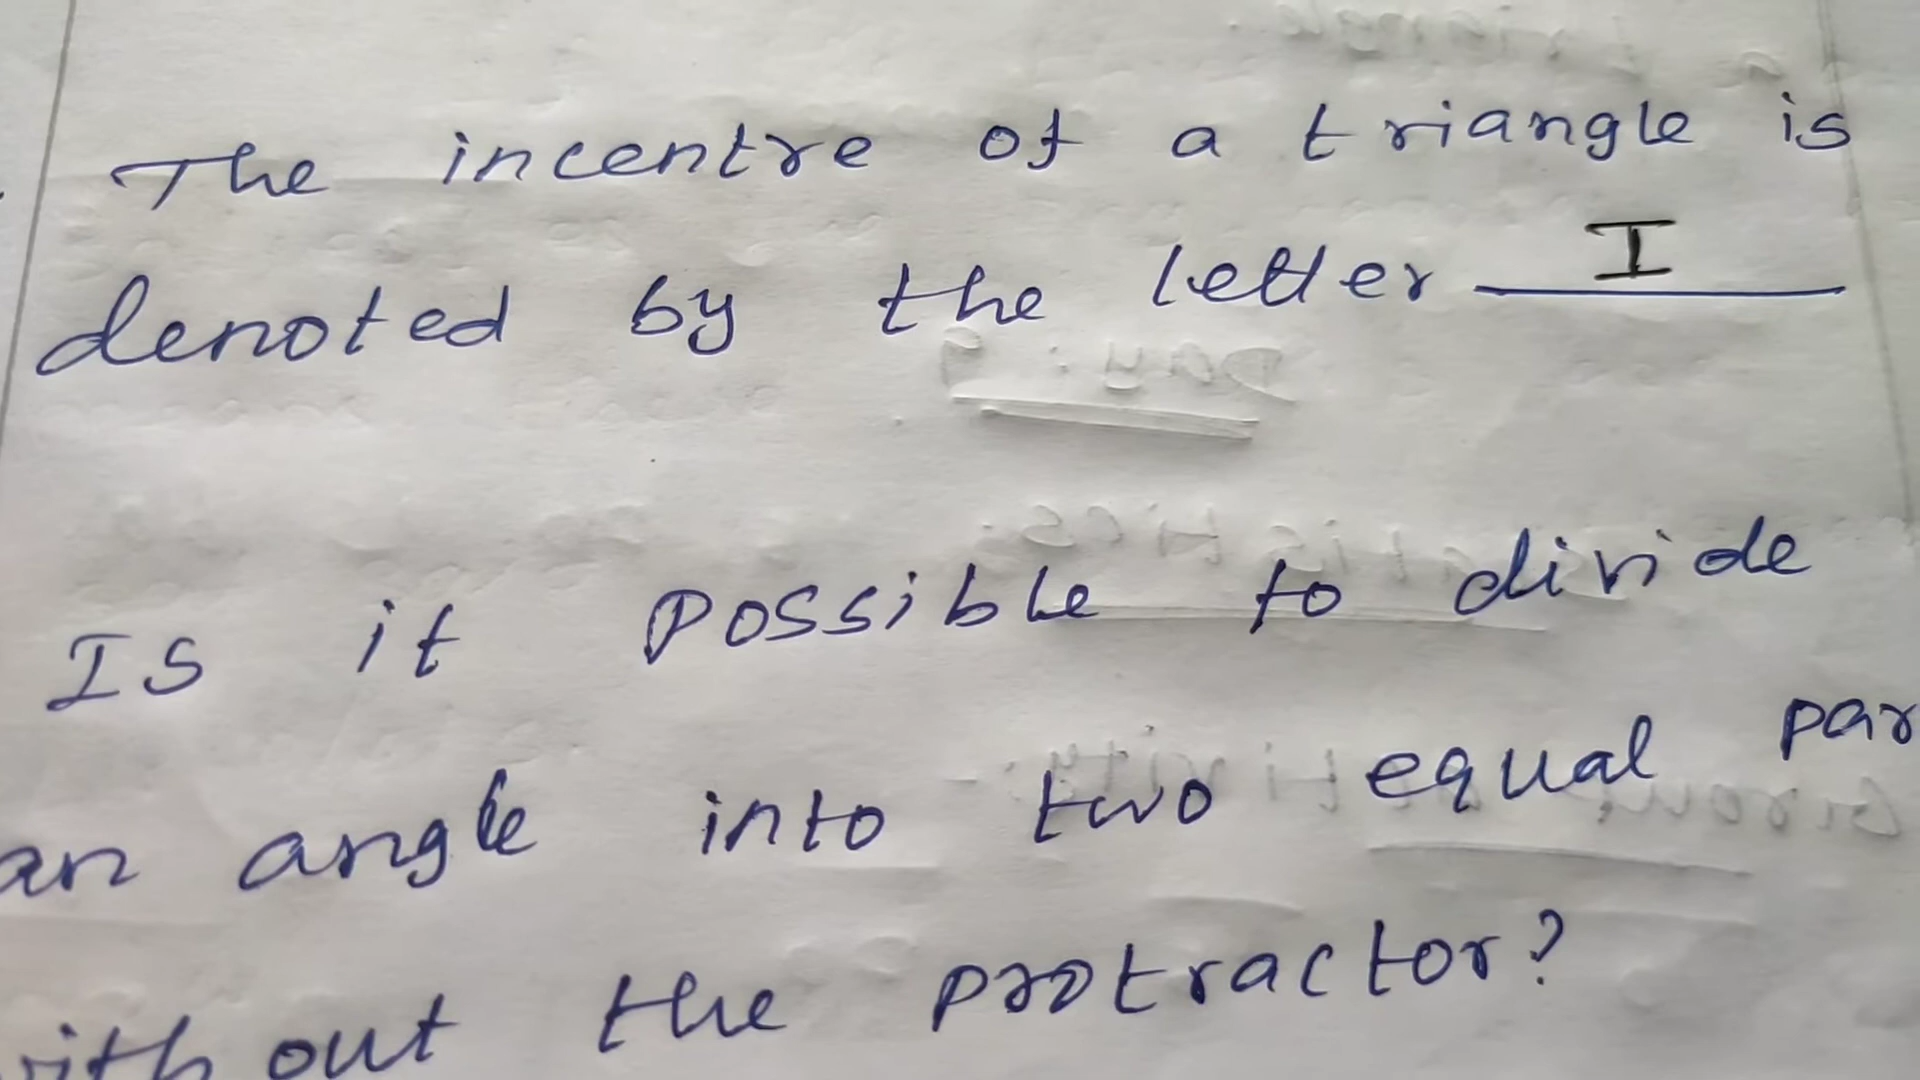 The incentre of a triangle is
denoted by the letter I
Is it possible to divide
an angle into two equal par
without the protractor?